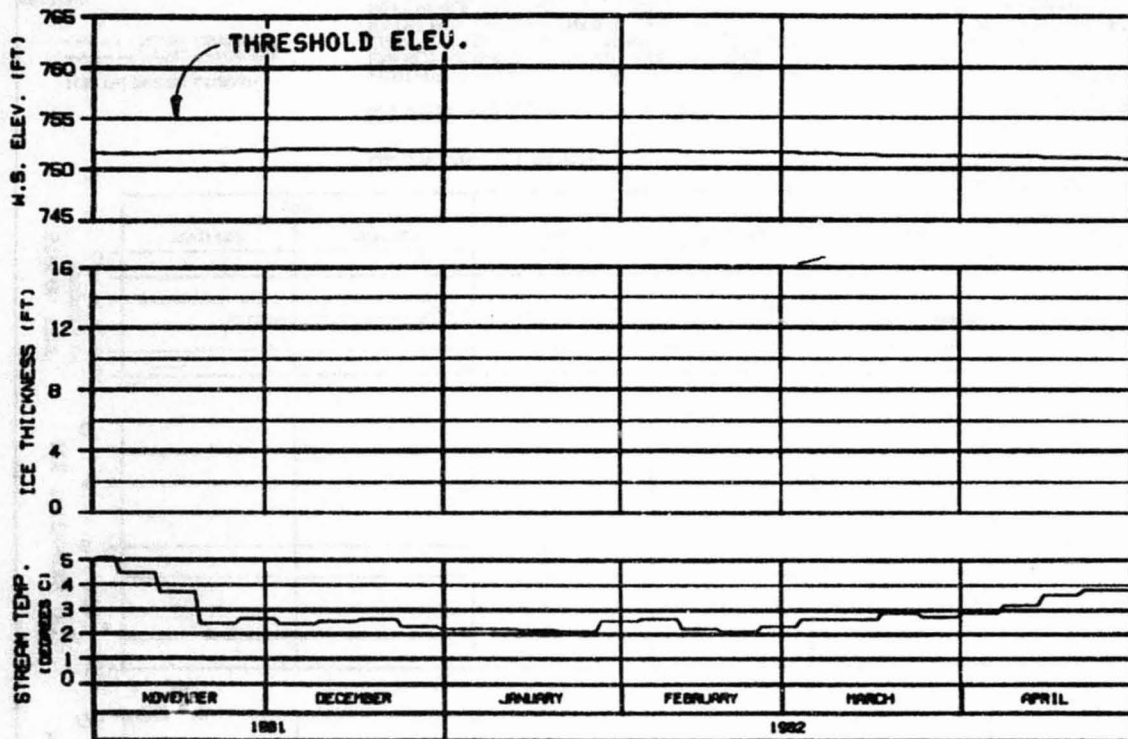 W.S. ELEV. (FT)
765
760
755
750
745
THRESHOLD ELEV.
ICE THICKNESS (FT)
16
12
8
4
0
STREAM TEMP.
(DEGREES C)
5
4
3
2
1
0
NOVEMBER DECEMBER JANUARY FEBRUARY MARCH APRIL
1981 1982